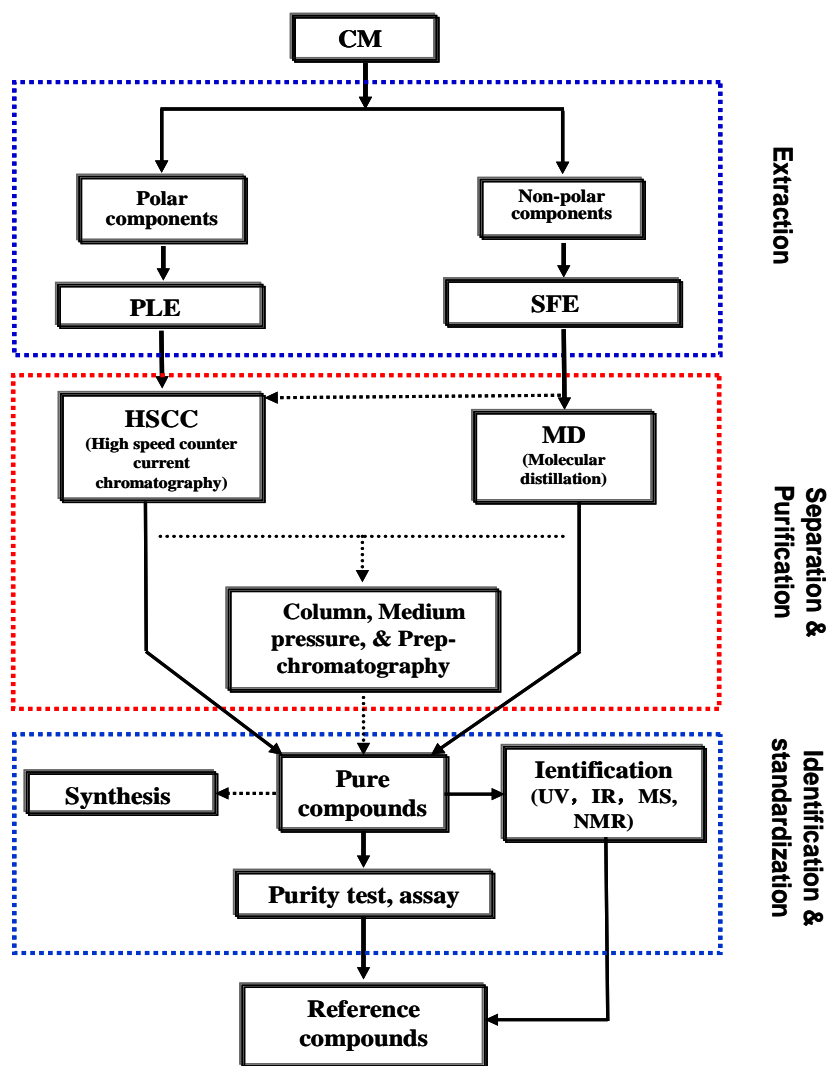 CM
Extraction
Polar
components
Non-polar
components
PLE
SFE
Separation &
Purification
HSCC
(High speed counter
current
chromatography)
MD
(Molecular
distillation)
Column, Medium
pressure, & Prep-
chromatography
Identification &
standardization
Synthesis
Pure
compounds
Ientification
(UV, IR, MS,
NMR)
Purity test, assay
Reference
compounds